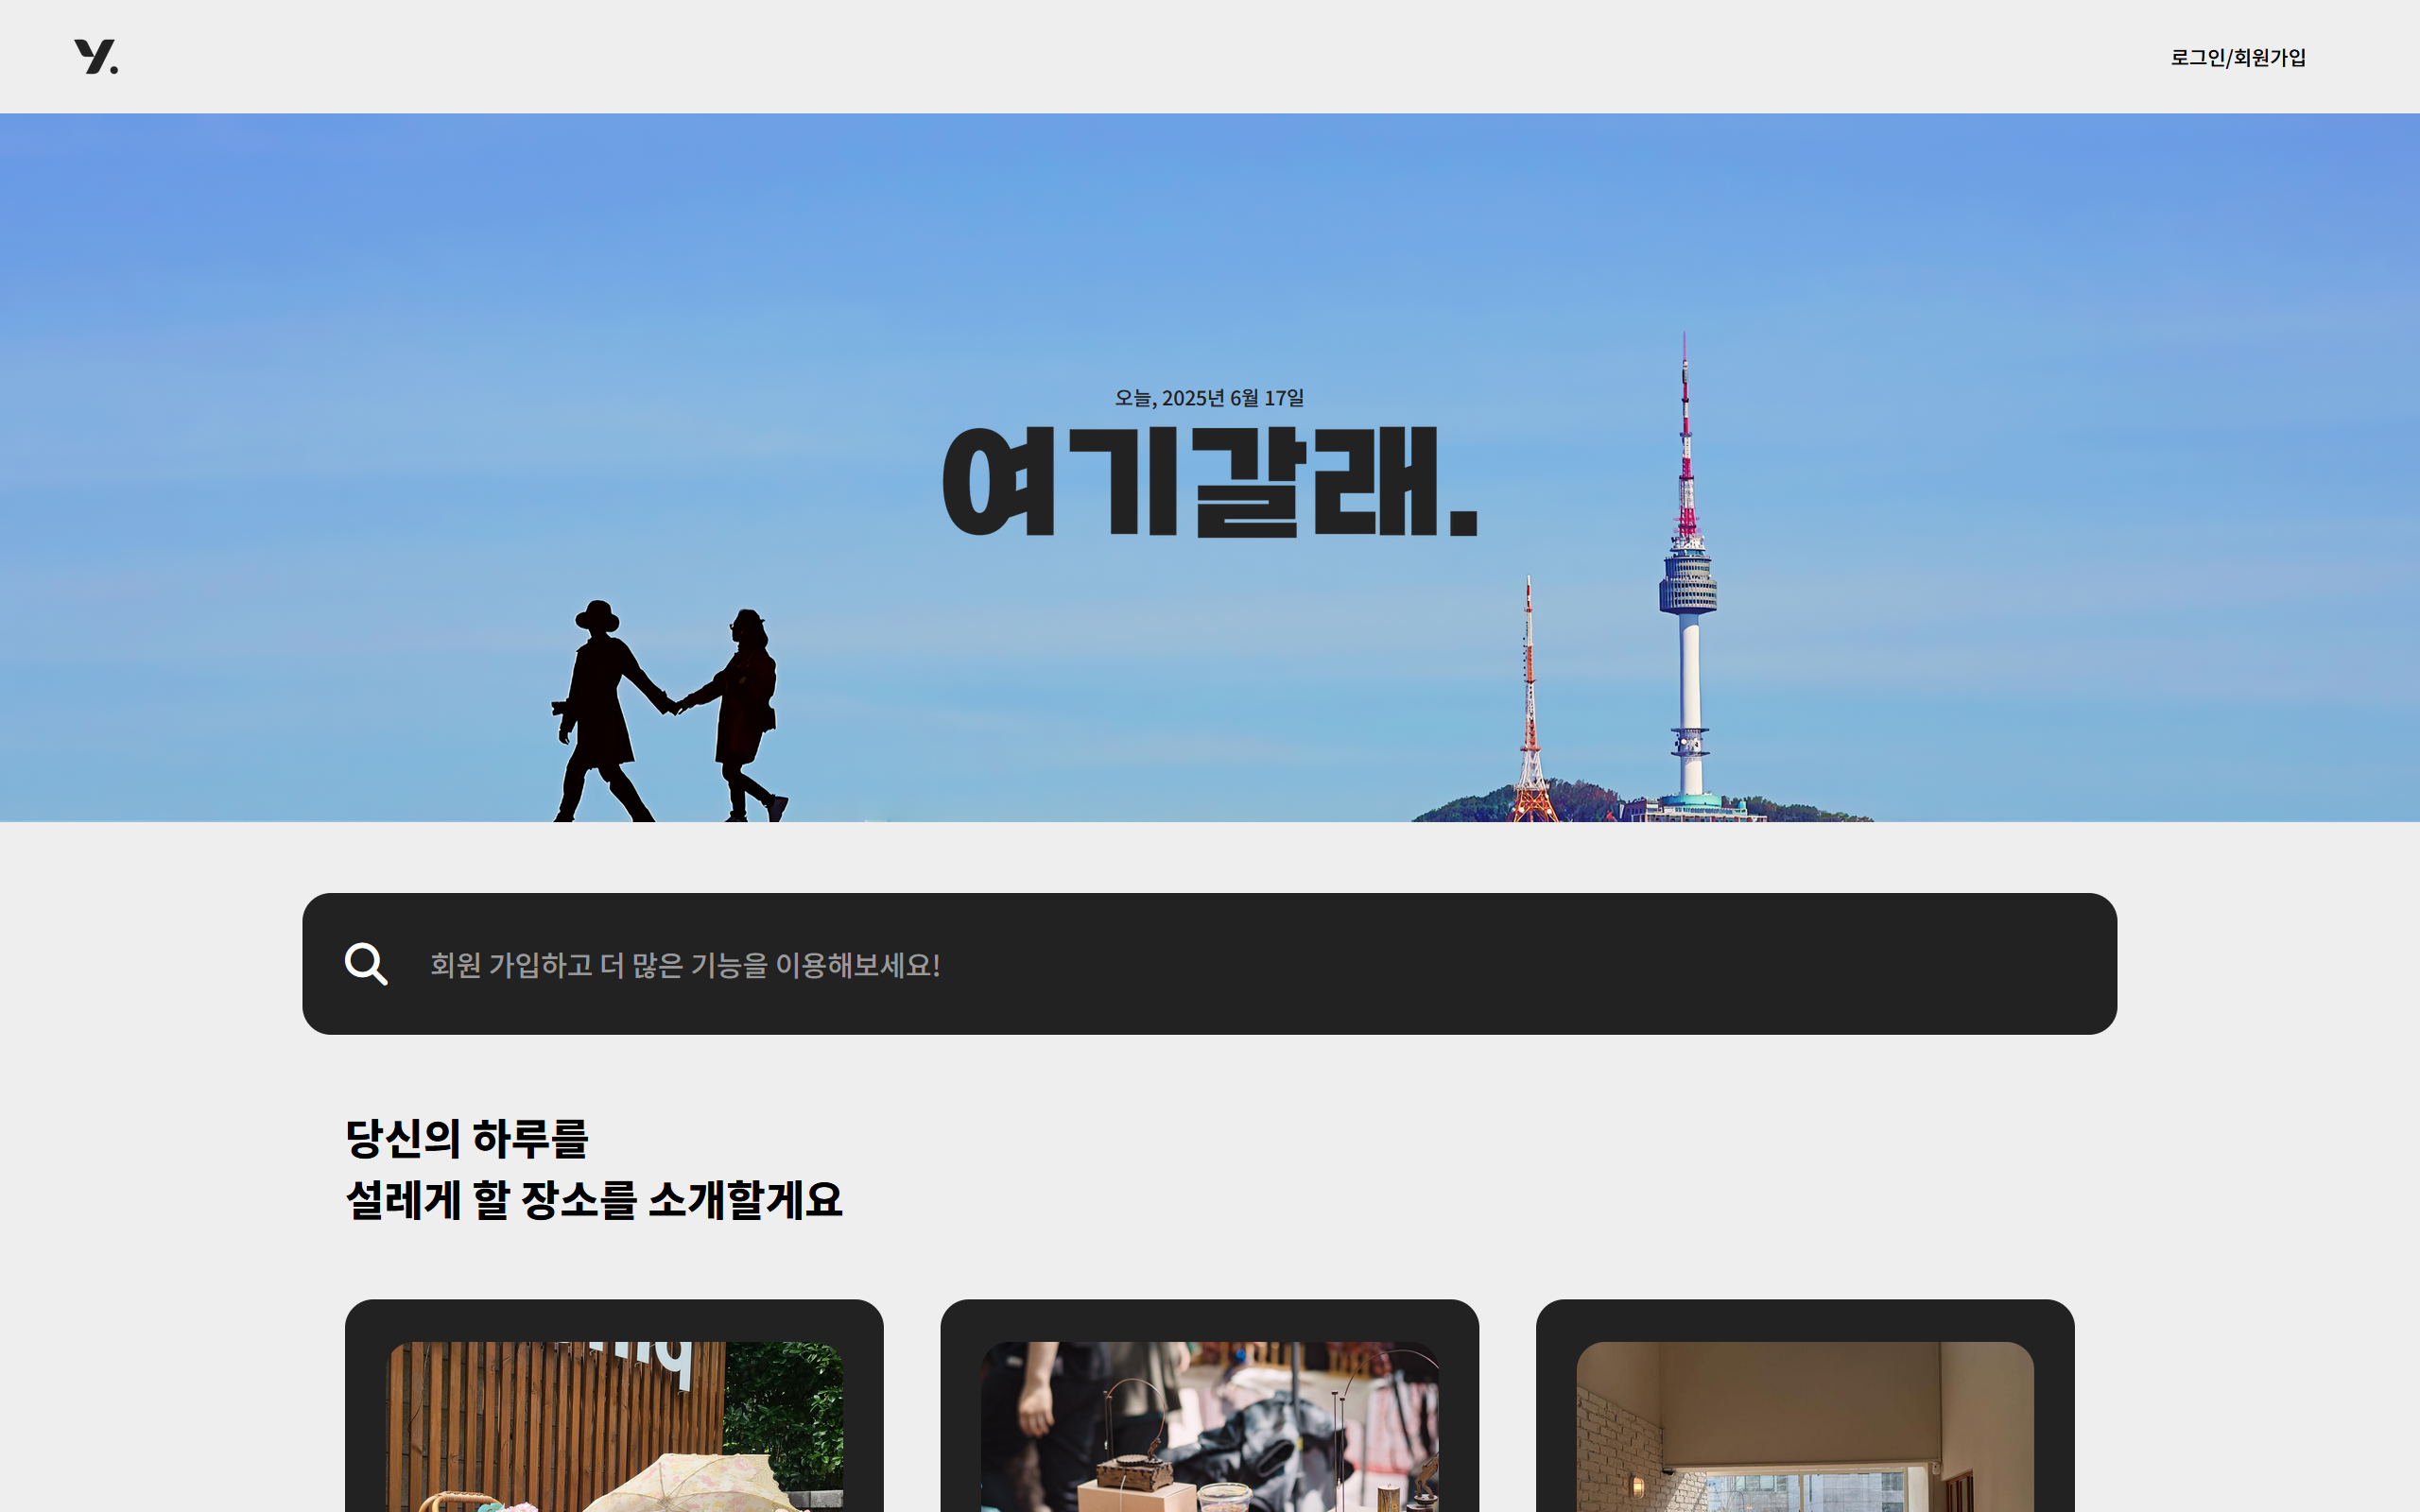 y.
로그인/회원가입
오늘, 2025년 6월 17일
여기갈래.
회원 가입하고 더 많은 기능을 이용해보세요!
당신의 하루를
설레게 할 장소를 소개할게요